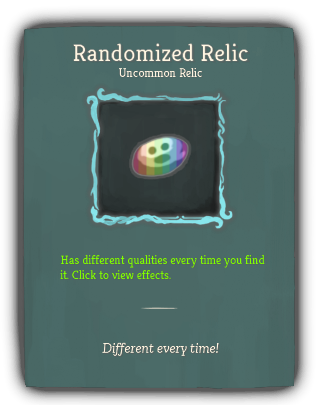 Randomized Relic
Uncommon Relic
Has different qualities every time you find
it. Click to view effects.
Different every time!